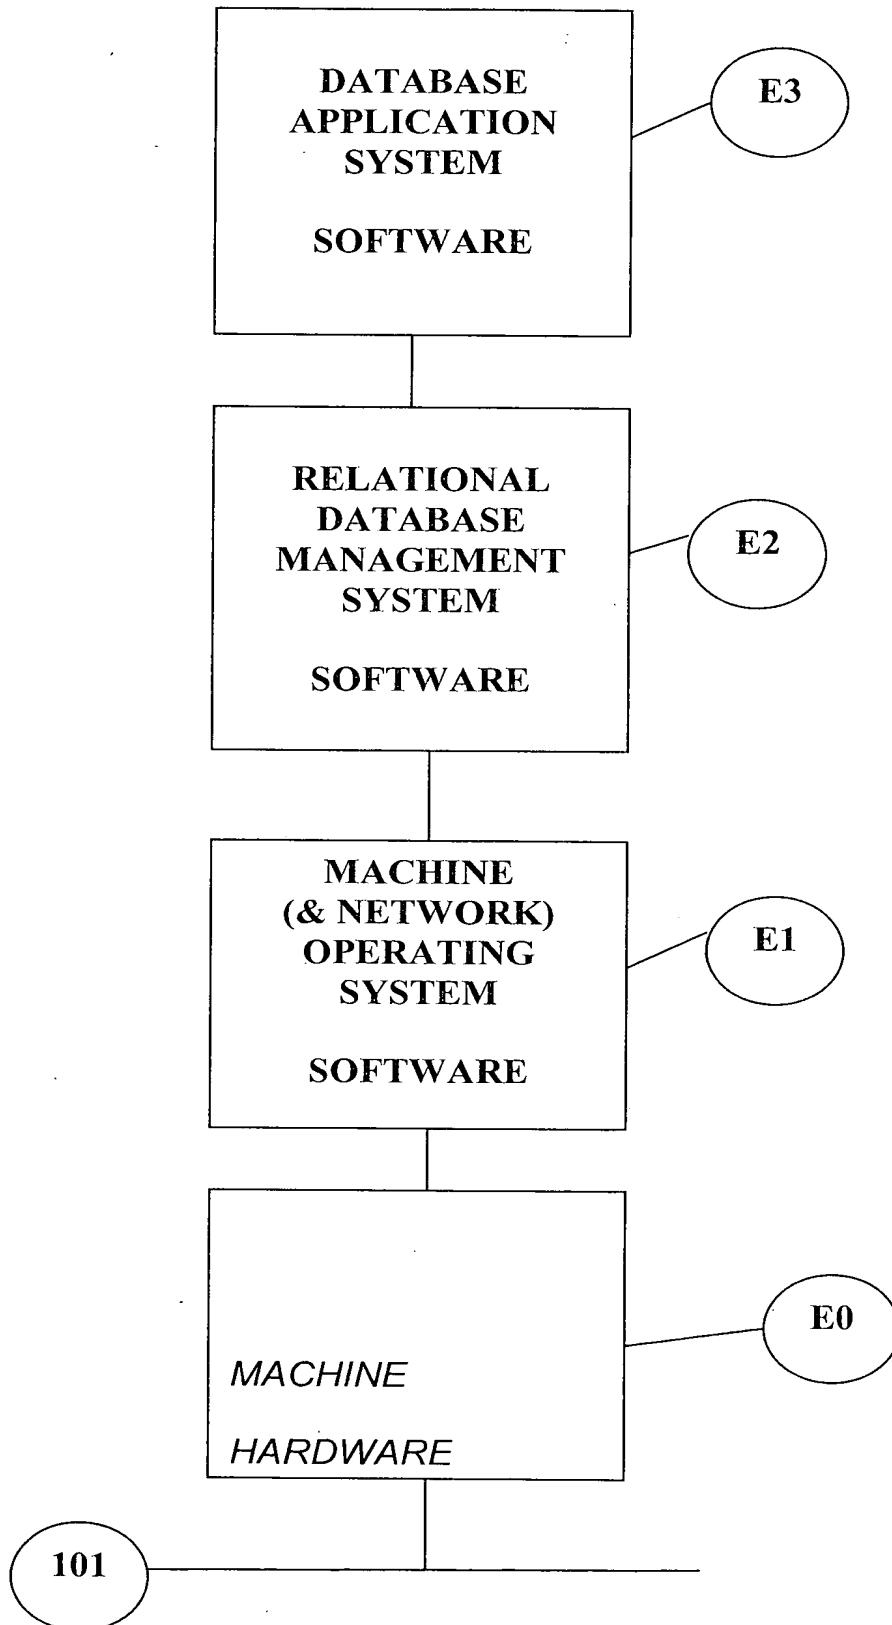 DATABASE
APPLICATION
SYSTEM
SOFTWARE
E3
RELATIONAL
DATABASE
MANAGEMENT
SYSTEM
SOFTWARE
E2
MACHINE
(& NETWORK)
OPERATING
SYSTEM
SOFTWARE
E1
MACHINE
HARDWARE
E0
101